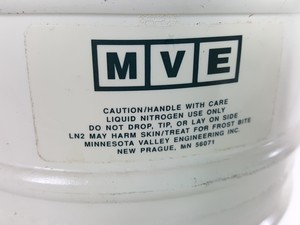 MVE
CAUTION/HANDLE WITH CARE
LIQUID NITROGEN USE ONLY
DO NOT DROP, TIP, OR LAY ON SIDE
LN2 MAY HARM SKIN/TREAT FOR FROST BITE
MINNESOTA VALLEY ENGINEERING INC.
NEW PRAGUE, MN 56071